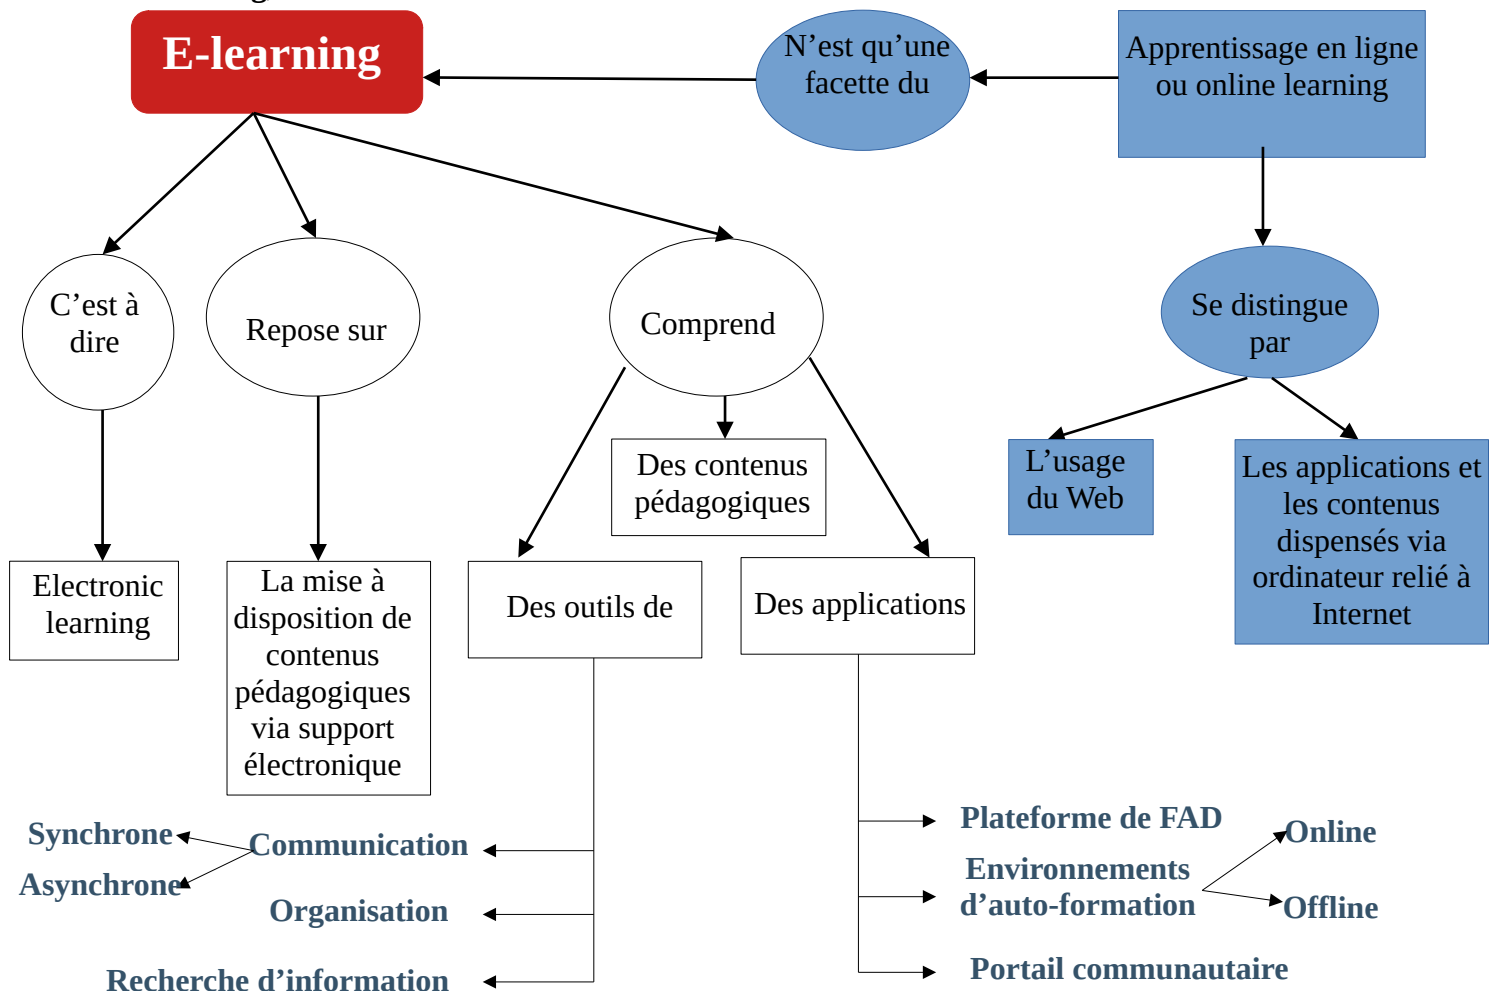 E-learning
N’est qu’une
facette du
Apprentissage en ligne
ou online learning
C’est à
dire
Repose sur
Comprend
Se distingue
par
Des contenus
pédagogiques
L’usage
du Web
Les applications et
les contenus
dispensés via
ordinateur relié à
Internet
Electronic
learning
La mise à
disposition de
contenus
pédagogiques
via support
électronique
Des outils de
Des applications
Synchrone
Asynchrone
Communication
Organisation
Recherche d’information
Plateforme de FAD
Environnements
d’auto-formation
Online
Offline
Portail communautaire